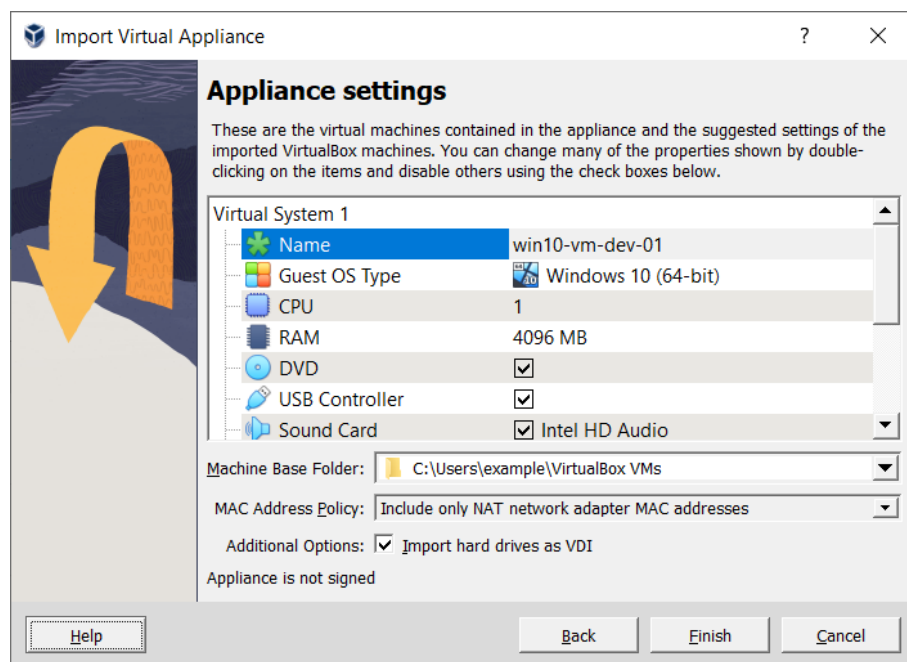 Import Virtual Appliance
?
Appliance settings
These are the virtual machines contained in the appliance and the suggested settings of the
imported VirtualBox machines. You can change many of the properties shown by double-
clicking on the items and disable others using the check boxes below.
Virtual System 1
Name win10-vm-dev-01
Guest OS Type Windows 10 (64-bit)
CPU 1
RAM 4096 MB
DVD
USB Controller
Sound Card Intel HD Audio
Machine Base Folder: C:\Users\example\VirtualBox VMs
MAC Address Policy: Include only NAT network adapter MAC addresses
Additional Options: Import hard drives as VDI
Appliance is not signed
Help Back Finish Cancel